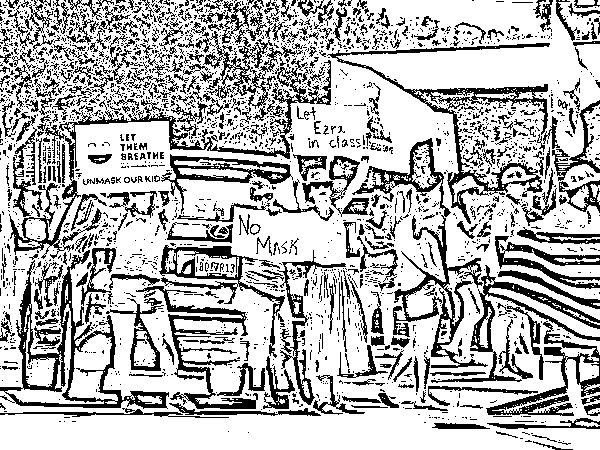 LET
THEM
BREATHE
UNMASK OUR KIDS
Let
Ezra
in class!!
No
MASK